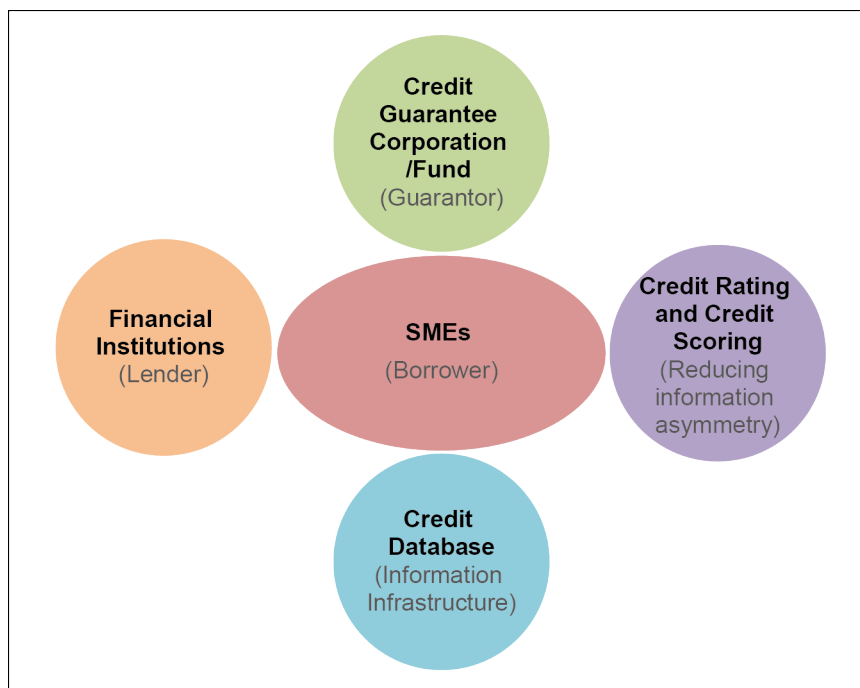 Credit
Guarantee
Corporation
/Fund
(Guarantor)
Financial
Institutions
(Lender)
SMEs
(Borrower)
Credit Rating
and Credit
Scoring
(Reducing
information
asymmetry)
Credit
Database
(Information
Infrastructure)